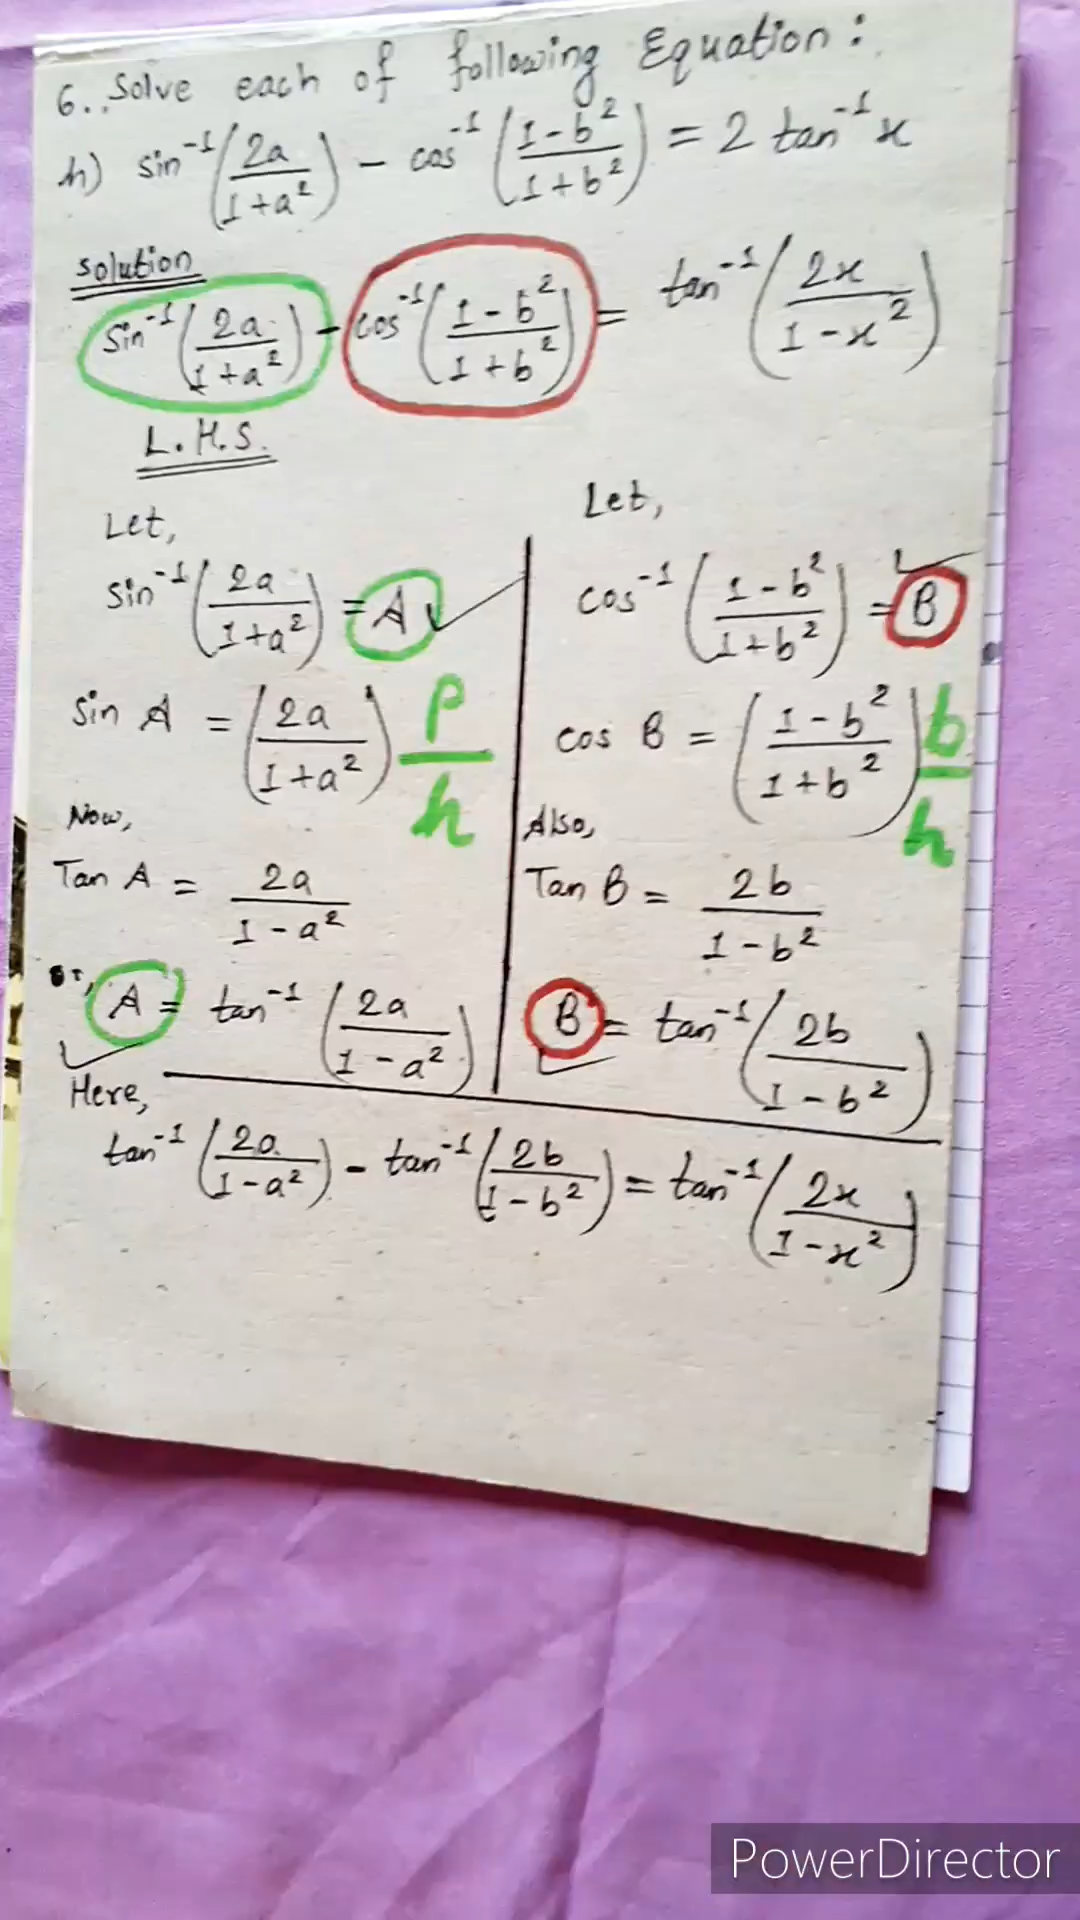 6.. Solve each of following Equation :
h) sin⁻¹(2a/1+a²) - cos⁻¹(1-b²/1+b²) = 2 tan⁻¹x
solution
Sin⁻¹(2a/1+a²) - cos⁻¹(1-b²/1+b²) = tan⁻¹(2x/1-x²)
L.H.S.
Let,
sin⁻¹(2a/1+a²) = A
sin A = (2a/1+a²) P/h
Now,
Tan A = 2a/1-a²
or, A = tan⁻¹(2a/1-a²)
Let,
cos⁻¹(1-b²/1+b²) = B
cos B = (1-b²/1+b²) b/h
Also,
Tan B = 2b/1-b²
B = tan⁻¹(2b/1-b²)
Here,
tan⁻¹(2a/1-a²) - tan⁻¹(2b/1-b²) = tan⁻¹(2x/1-x²)
PowerDirector